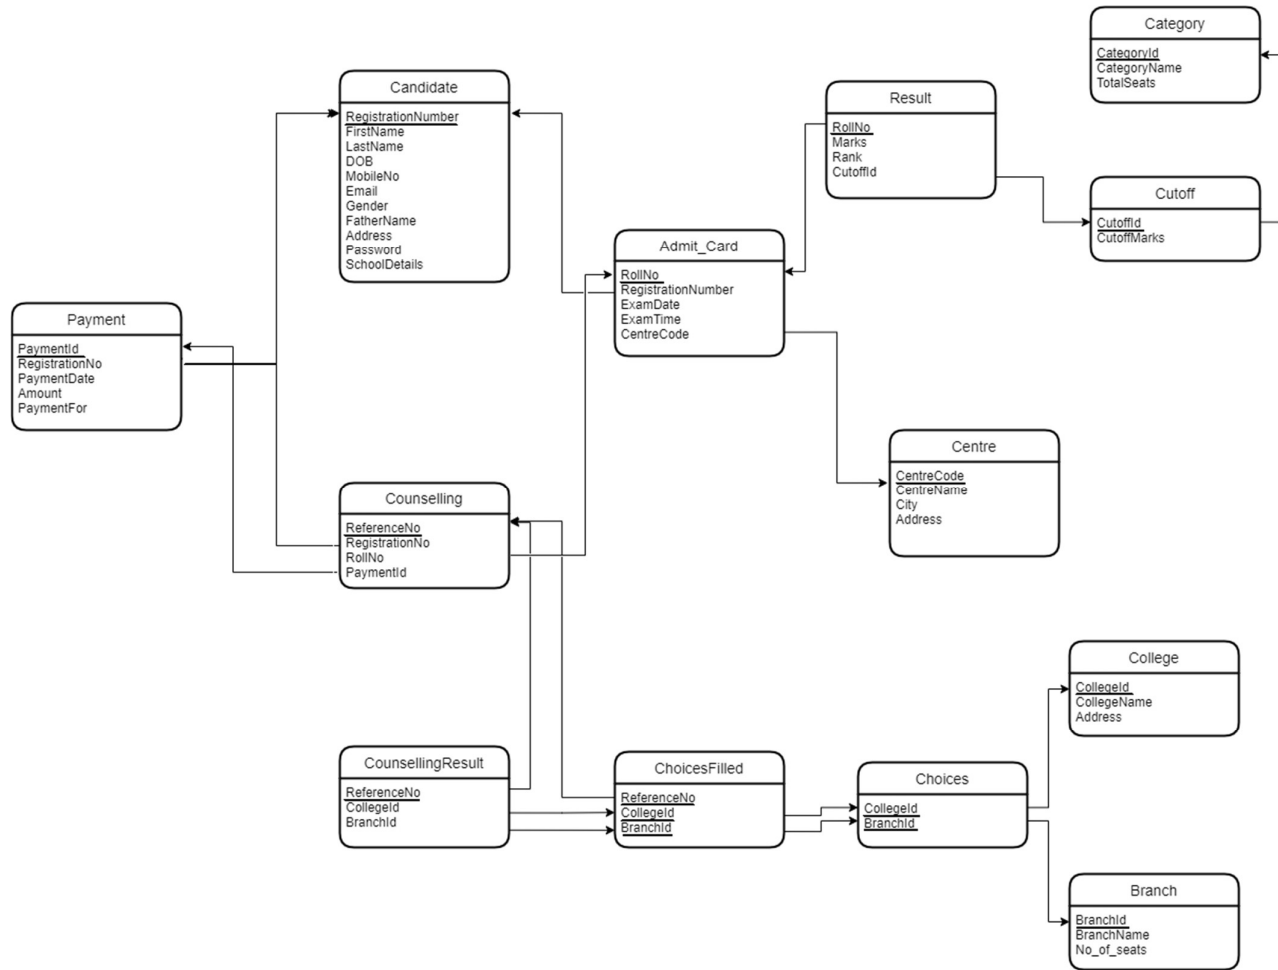 Category
CategoryId
CategoryName
TotalSeats
Candidate
RegistrationNumber
FirstName
LastName
DOB
MobileNo
Email
Gender
FatherName
Address
Password
SchoolDetails
Result
RollNo
Marks
Rank
CutoffId
Cutoff
CutoffId
CutoffMarks
Admit_Card
RollNo
RegistrationNumber
ExamDate
ExamTime
CentreCode
Payment
PaymentId
RegistrationNo
PaymentDate
Amount
PaymentFor
Centre
CentreCode
CentreName
City
Address
Counselling
ReferenceNo
RegistrationNo
RollNo
PaymentId
College
CollegeId
CollegeName
Address
CounsellingResult
ReferenceNo
CollegeId
BranchId
ChoicesFilled
ReferenceNo
CollegeId
BranchId
Choices
CollegeId
BranchId
Branch
BranchId
BranchName
No_of_seats